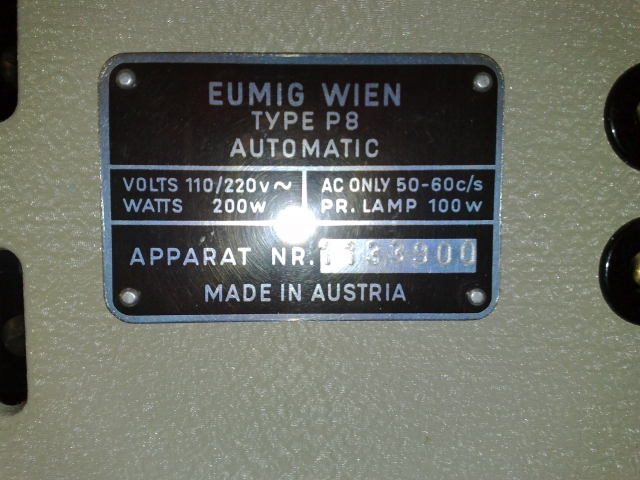 EUMIG WIEN
TYPE P8
AUTOMATIC
VOLTS 110/220V~
WATTS 200W
AC ONLY 50-60c/s
PR. LAMP 100W
APPARAT NR.
MADE IN AUSTRIA